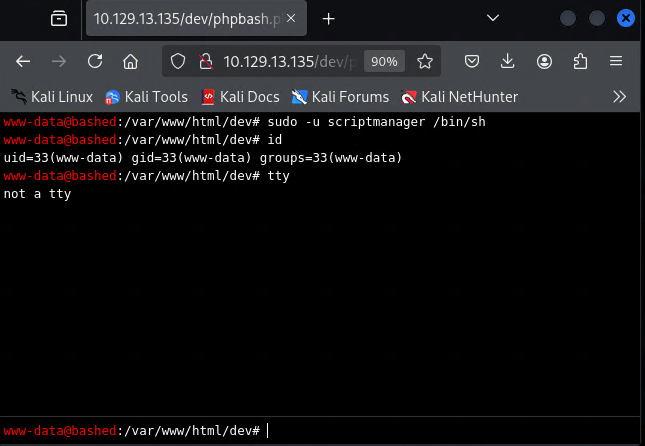 10.129.13.135/dev/phpbash.p
10.129.13.135/dev/p 90%
Kali Linux Kali Tools Kali Docs Kali Forums Kali NetHunter
www-data@bashed:/var/www/html/dev# sudo -u scriptmanager /bin/sh
www-data@bashed:/var/www/html/dev# id
uid=33(www-data) gid=33(www-data) groups=33(www-data)
www-data@bashed:/var/www/html/dev# tty
not a tty
www-data@bashed:/var/www/html/dev#